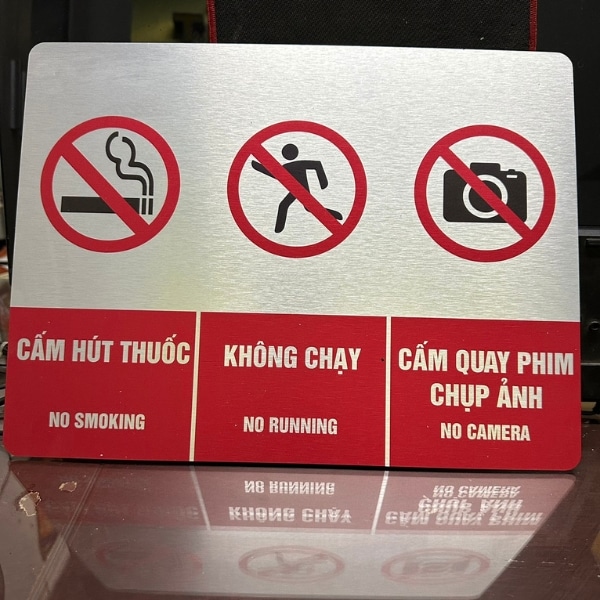 CẤM HÚT THUỐC
NO SMOKING
KHÔNG CHẠY
NO RUNNING
CẤM QUAY PHIM
CHỤP ẢNH
NO CAMERA